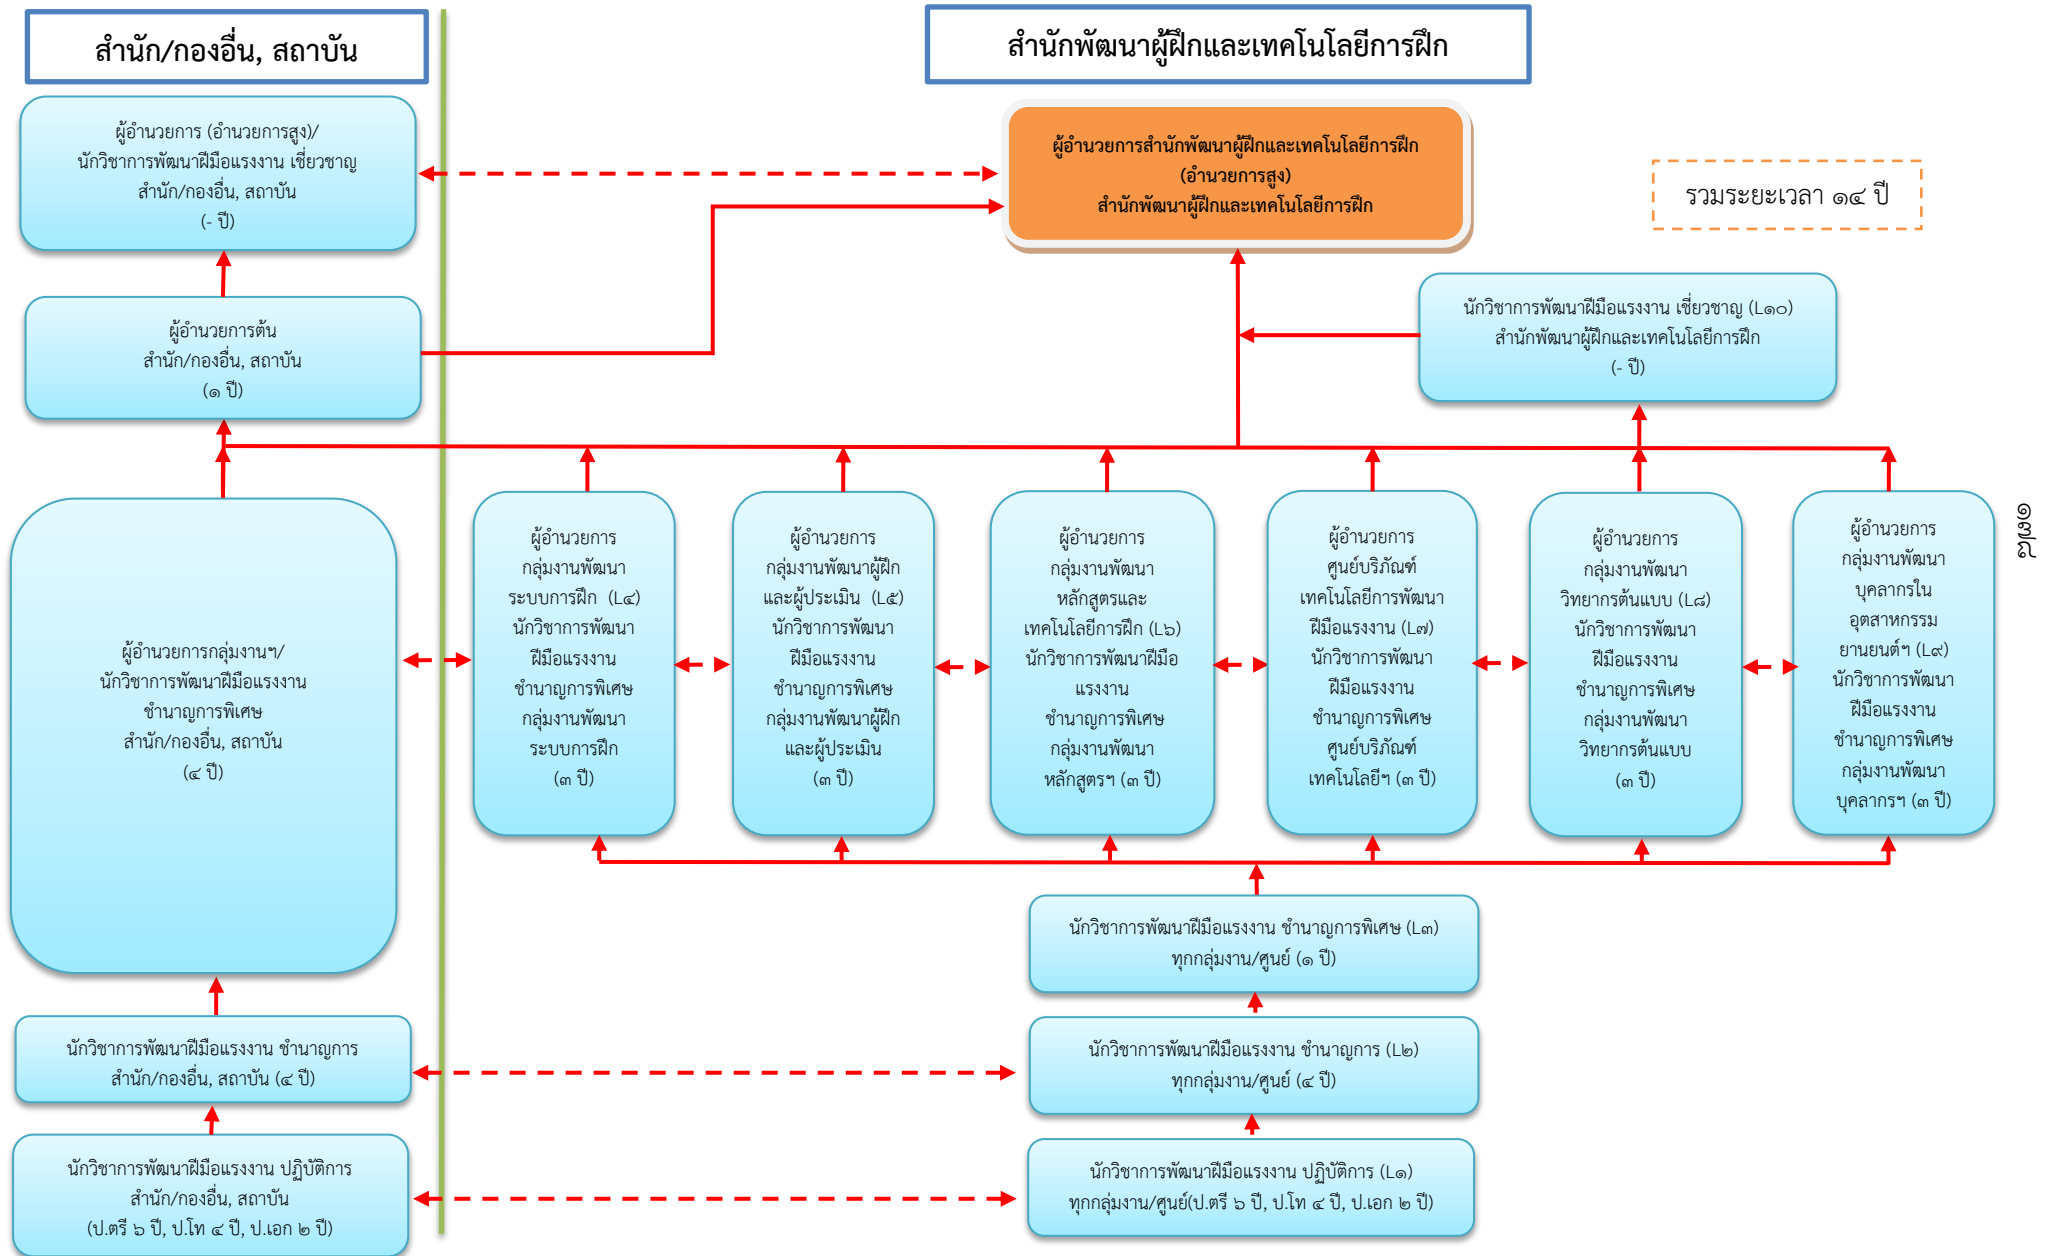 สำนัก/กองอื่น, สถาบัน
สำนักพัฒนาผู้ฝึกและเทคโนโลยีการฝึก
ผู้อำนวยการ (อำนวยการสูง)/
นักวิชาการพัฒนาฝีมือแรงงาน เชี่ยวชาญ
สำนัก/กองอื่น, สถาบัน
(- ปี)
ผู้อำนวยการสำนักพัฒนาผู้ฝึกและเทคโนโลยีการฝึก
(อำนวยการสูง)
สำนักพัฒนาผู้ฝึกและเทคโนโลยีการฝึก
รวมระยะเวลา ๑๔ ปี
ผู้อำนวยการต้น
สำนัก/กองอื่น, สถาบัน
(๑ ปี)
นักวิชาการพัฒนาฝีมือแรงงาน เชี่ยวชาญ (L๑๐)
สำนักพัฒนาผู้ฝึกและเทคโนโลยีการฝึก
(- ปี)
ผู้อำนวยการกลุ่มงานฯ/
นักวิชาการพัฒนาฝีมือแรงงาน
ชำนาญการพิเศษ
สำนัก/กองอื่น, สถาบัน
(๔ ปี)
ผู้อำนวยการ
กลุ่มงานพัฒนา
ระบบการฝึก (L๔)
นักวิชาการพัฒนา
ฝีมือแรงงาน
ชำนาญการพิเศษ
กลุ่มงานพัฒนา
ระบบการฝึก
(๓ ปี)
ผู้อำนวยการ
กลุ่มงานพัฒนาผู้ฝึก
และผู้ประเมิน (L๕)
นักวิชาการพัฒนา
ฝีมือแรงงาน
ชำนาญการพิเศษ
กลุ่มงานพัฒนาผู้ฝึก
และผู้ประเมิน
(๓ ปี)
ผู้อำนวยการ
กลุ่มงานพัฒนา
หลักสูตรและ
เทคโนโลยีการฝึก (L๖)
นักวิชาการพัฒนาฝีมือ
แรงงาน
ชำนาญการพิเศษ
กลุ่มงานพัฒนา
หลักสูตรฯ (๓ ปี)
ผู้อำนวยการ
ศูนย์บริภัณฑ์
เทคโนโลยีการพัฒนา
ฝีมือแรงงาน (L๗)
นักวิชาการพัฒนา
ฝีมือแรงงาน
ชำนาญการพิเศษ
ศูนย์บริภัณฑ์
เทคโนโลยีฯ (๓ ปี)
ผู้อำนวยการ
กลุ่มงานพัฒนา
วิทยากรต้นแบบ (L๘)
นักวิชาการพัฒนา
ฝีมือแรงงาน
ชำนาญการพิเศษ
กลุ่มงานพัฒนา
วิทยากรต้นแบบ
(๓ ปี)
ผู้อำนวยการ
กลุ่มงานพัฒนา
บุคลากรใน
อุตสาหกรรม
ยานยนต์ฯ (L๙)
นักวิชาการพัฒนา
ฝีมือแรงงาน
ชำนาญการพิเศษ
กลุ่มงานพัฒนา
บุคลากรฯ (๓ ปี)
๑๗๘
นักวิชาการพัฒนาฝีมือแรงงาน ชำนาญการพิเศษ (L๓)
ทุกกลุ่มงาน/ศูนย์ (๑ ปี)
นักวิชาการพัฒนาฝีมือแรงงาน ชำนาญการ
สำนัก/กองอื่น, สถาบัน (๔ ปี)
นักวิชาการพัฒนาฝีมือแรงงาน ชำนาญการ (L๒)
ทุกกลุ่มงาน/ศูนย์ (๔ ปี)
นักวิชาการพัฒนาฝีมือแรงงาน ปฏิบัติการ
สำนัก/กองอื่น, สถาบัน
(ป.ตรี ๖ ปี, ป.โท ๔ ปี, ป.เอก ๒ ปี)
นักวิชาการพัฒนาฝีมือแรงงาน ปฏิบัติการ (L๑)
ทุกกลุ่มงาน/ศูนย์(ป.ตรี ๖ ปี, ป.โท ๔ ปี, ป.เอก ๒ ปี)